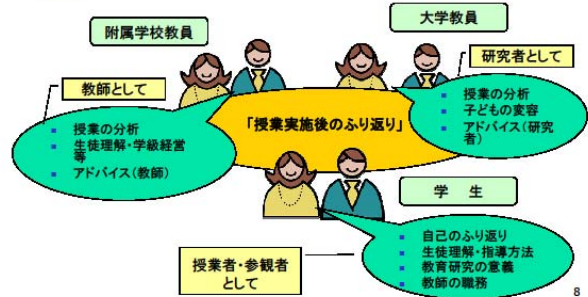 附属学校教員
大学教員
教師として
研究者として
■ 授業の分析
■ 生徒理解・学級経営
等
■ アドバイス(教師)
「授業実施後のふり返り」
■ 授業の分析
■ 子どもの変容
■ アドバイス(研究
者)
学 生
授業者・参観者
として
■ 自己のふり返り
■ 生徒理解・指導方法
■ 教育研究の意義
■ 教師の職務
8